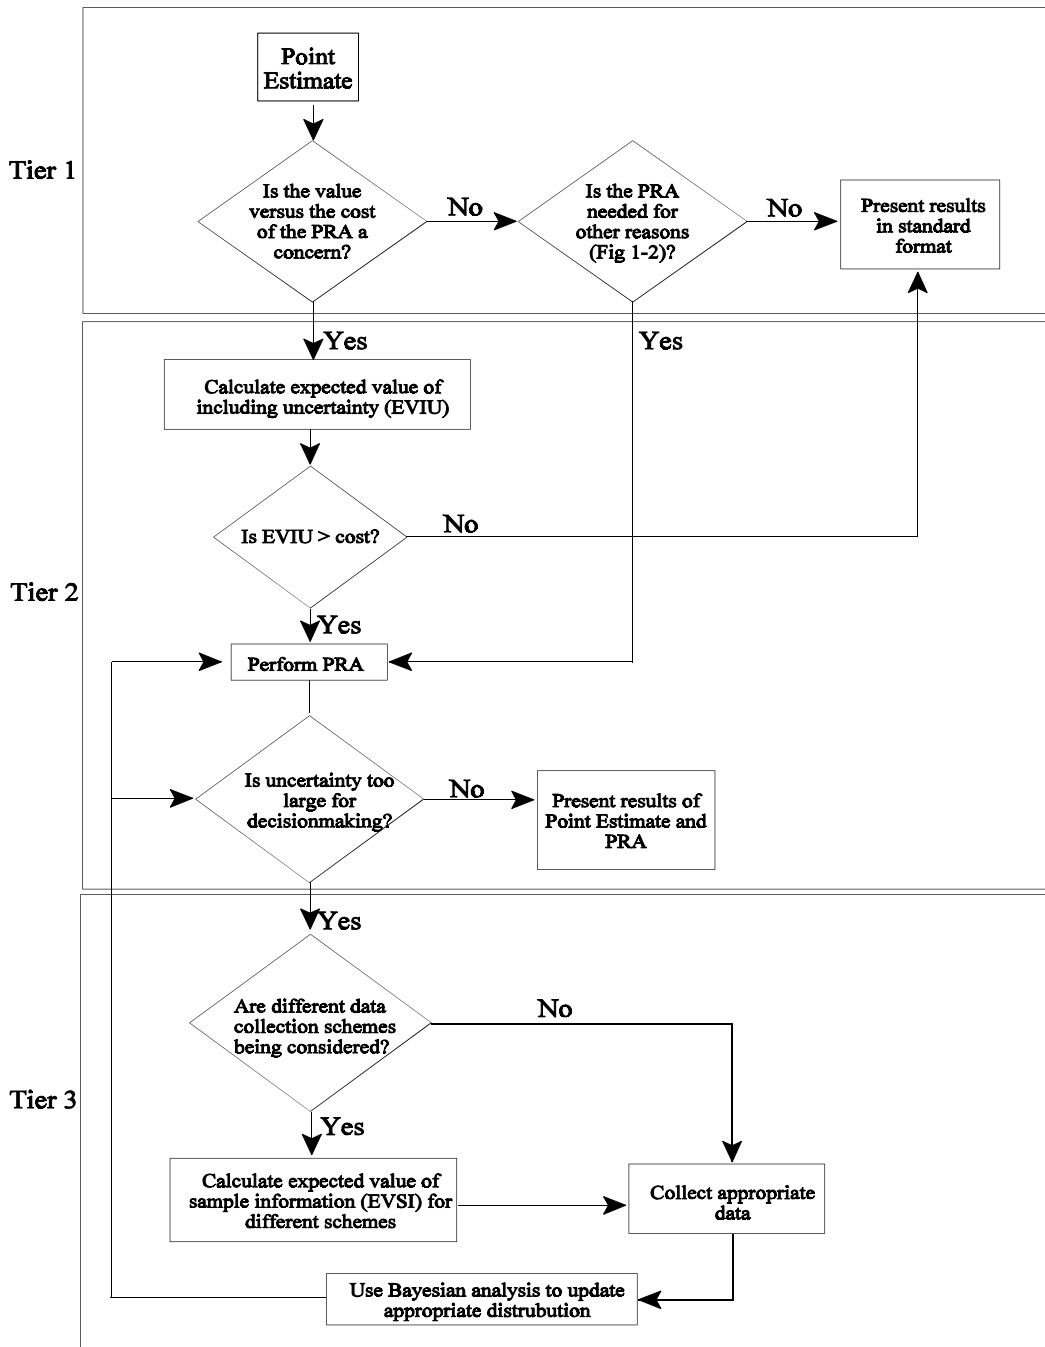 Point
Estimate
Tier 1
Is the value
versus the cost
of the PRA a
concern?
No
Is the PRA
needed for
other reasons
(Fig 1-2)?
No
Present results
in standard
format
Yes
Yes
Calculate expected value of
including uncertainty (EVIU)
Is EVIU > cost?
No
Tier 2
Yes
Perform PRA
Is uncertainty too
large for
decisionmaking?
No
Present results of
Point Estimate and
PRA
Yes
Are different data
collection schemes
being considered?
No
Tier 3
Yes
Calculate expected value of
sample information (EVSI) for
different schemes
Collect appropriate
data
Use Bayesian analysis to update
appropriate distrubution